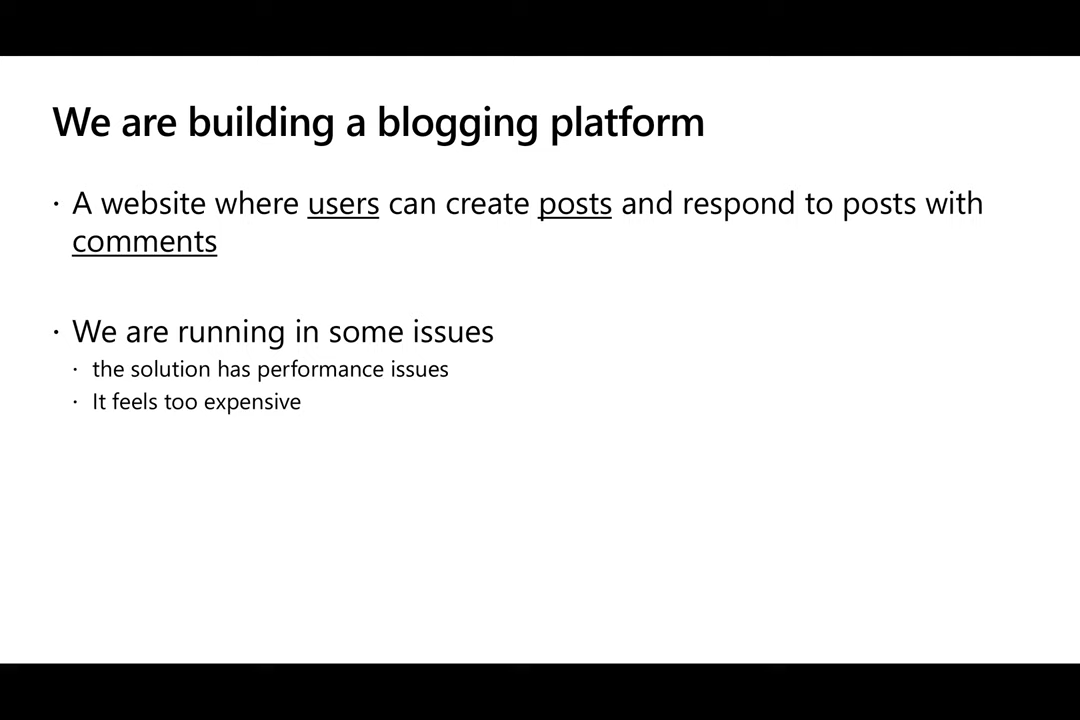 We are building a blogging platform
· A website where users can create posts and respond to posts with
comments
· We are running in some issues
· the solution has performance issues
· It feels too expensive